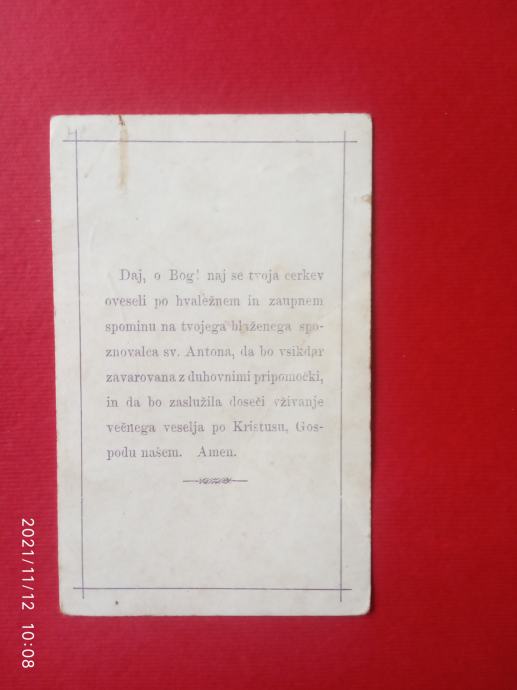 Daj, o Bog! naj se tvoja cerkev
oveseli po hvaležnem in zaupnem
spominu na tvojega blaženega spo-
znovalca sv. Antona, da bo vsikdar
zavarovana z duhovnimi pripomočki,
in da bo zaslužila doseči vživanje
večnega veselja po Kristusu, Gos-
podu našem. Amen.
2021/11/12 10:08